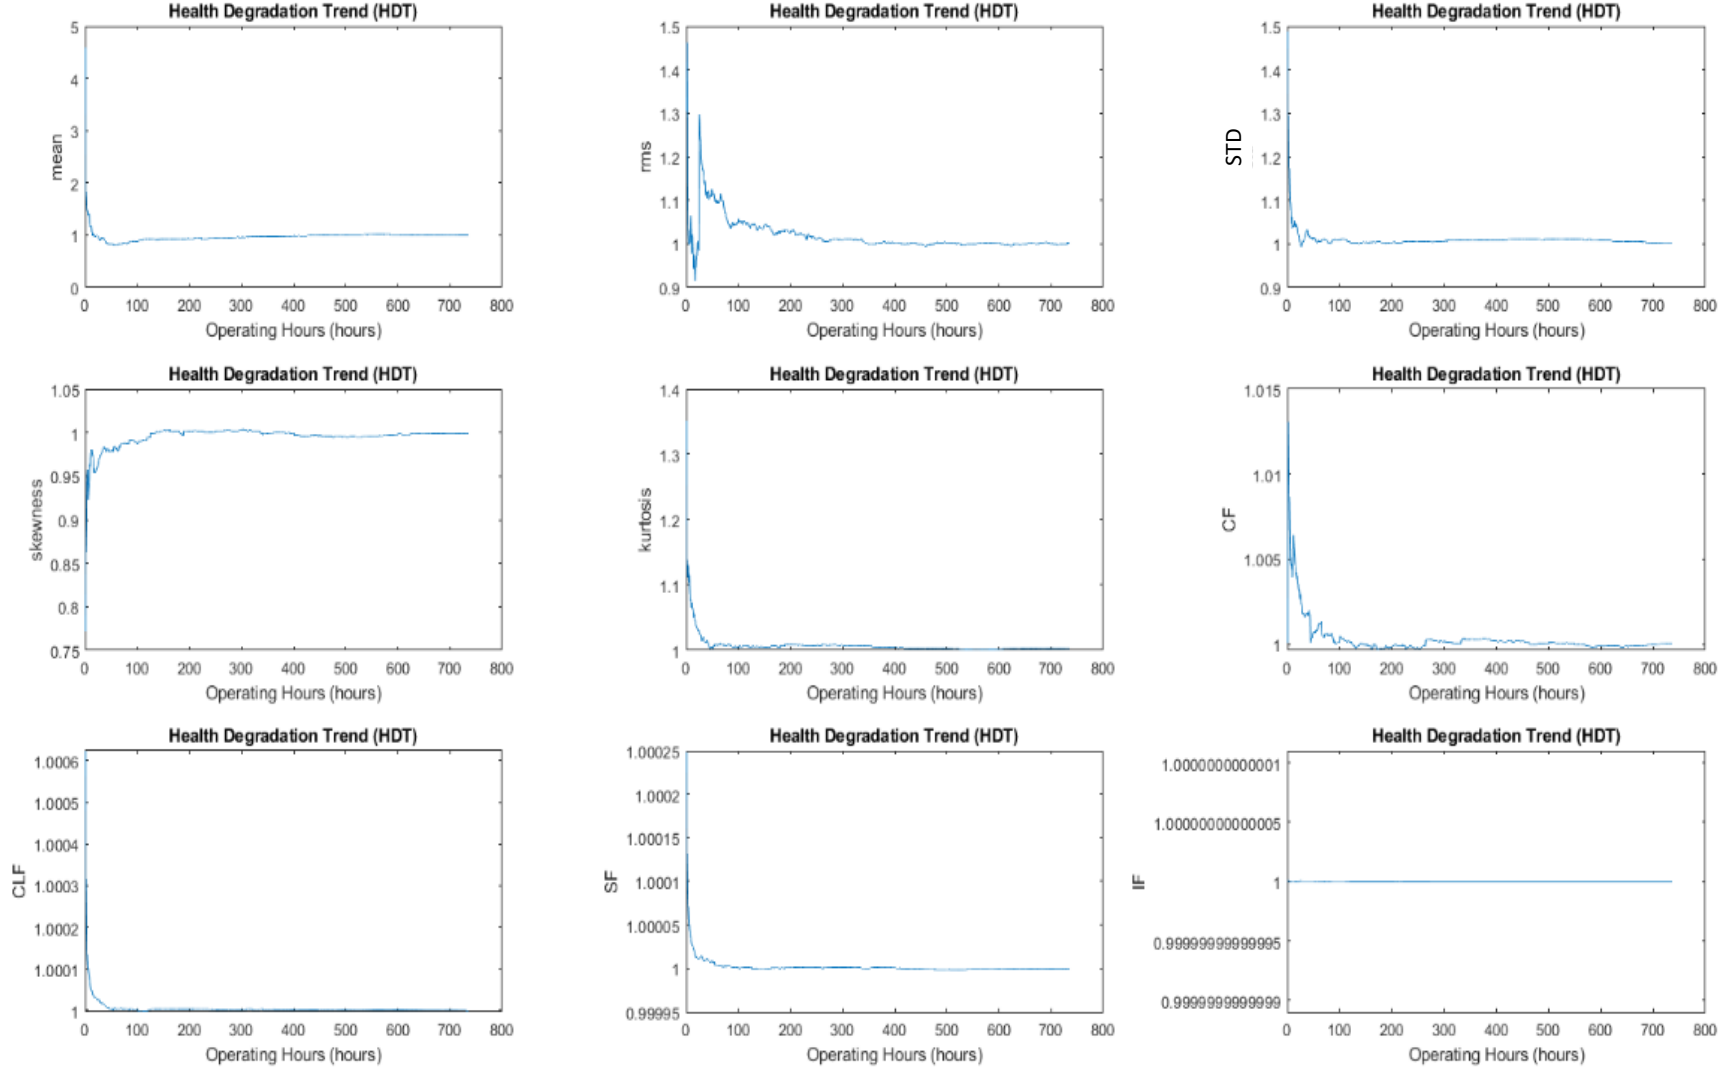 Health Degradation Trend (HDT)
5
4
3
2
1
0
mean
0 100 200 300 400 500 600 700 800
Operating Hours (hours)
Health Degradation Trend (HDT)
1.5
1.4
1.3
1.2
1.1
1
0.9
rms
0 100 200 300 400 500 600 700 800
Operating Hours (hours)
Health Degradation Trend (HDT)
1.5
1.4
1.3
1.2
1.1
1
0.9
STD
0 100 200 300 400 500 600 700 800
Operating Hours (hours)
Health Degradation Trend (HDT)
1.05
1
0.95
0.9
0.85
0.8
0.75
skewness
0 100 200 300 400 500 600 700 800
Operating Hours (hours)
Health Degradation Trend (HDT)
1.4
1.3
1.2
1.1
1
kurtosis
0 100 200 300 400 500 600 700 800
Operating Hours (hours)
Health Degradation Trend (HDT)
1.015
1.01
1.005
1
CF
0 100 200 300 400 500 600 700 800
Operating Hours (hours)
Health Degradation Trend (HDT)
1.0006
1.0005
1.0004
1.0003
1.0002
1.0001
1
CLF
0 100 200 300 400 500 600 700 800
Operating Hours (hours)
Health Degradation Trend (HDT)
1.00025
1.0002
1.00015
1.0001
1.00005
1
0.99995
SF
0 100 200 300 400 500 600 700 800
Operating Hours (hours)
Health Degradation Trend (HDT)
1.0000000000001
1.00000000000005
1
0.99999999999995
0.9999999999999
IF
0 100 200 300 400 500 600 700 800
Operating Hours (hours)